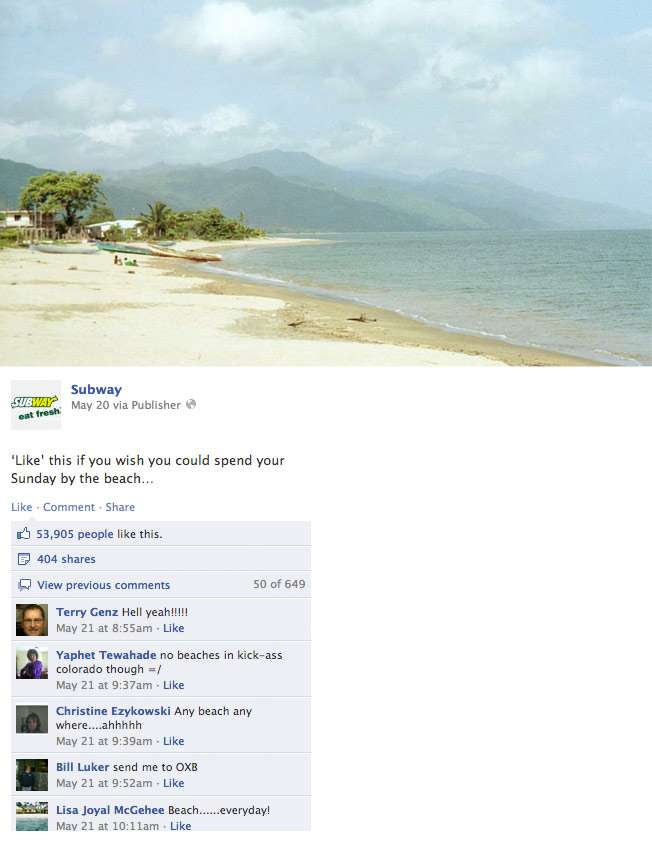 SUBWAY
eat fresh.
Subway
May 20 via Publisher
'Like' this if you wish you could spend your
Sunday by the beach...
Like · Comment · Share
53,905 people like this.
404 shares
View previous comments 50 of 649
Terry Genz Hell yeah!!!!!
May 21 at 8:55am · Like
Yaphet Tewahade no beaches in kick-ass
colorado though =/
May 21 at 9:37am · Like
Christine Ezykowski Any beach any
where....ahhhhh
May 21 at 9:39am · Like
Bill Luker send me to OXB
May 21 at 9:52am · Like
Lisa Joyal McGehee Beach......everyday!
May 21 at 10:11am · Like